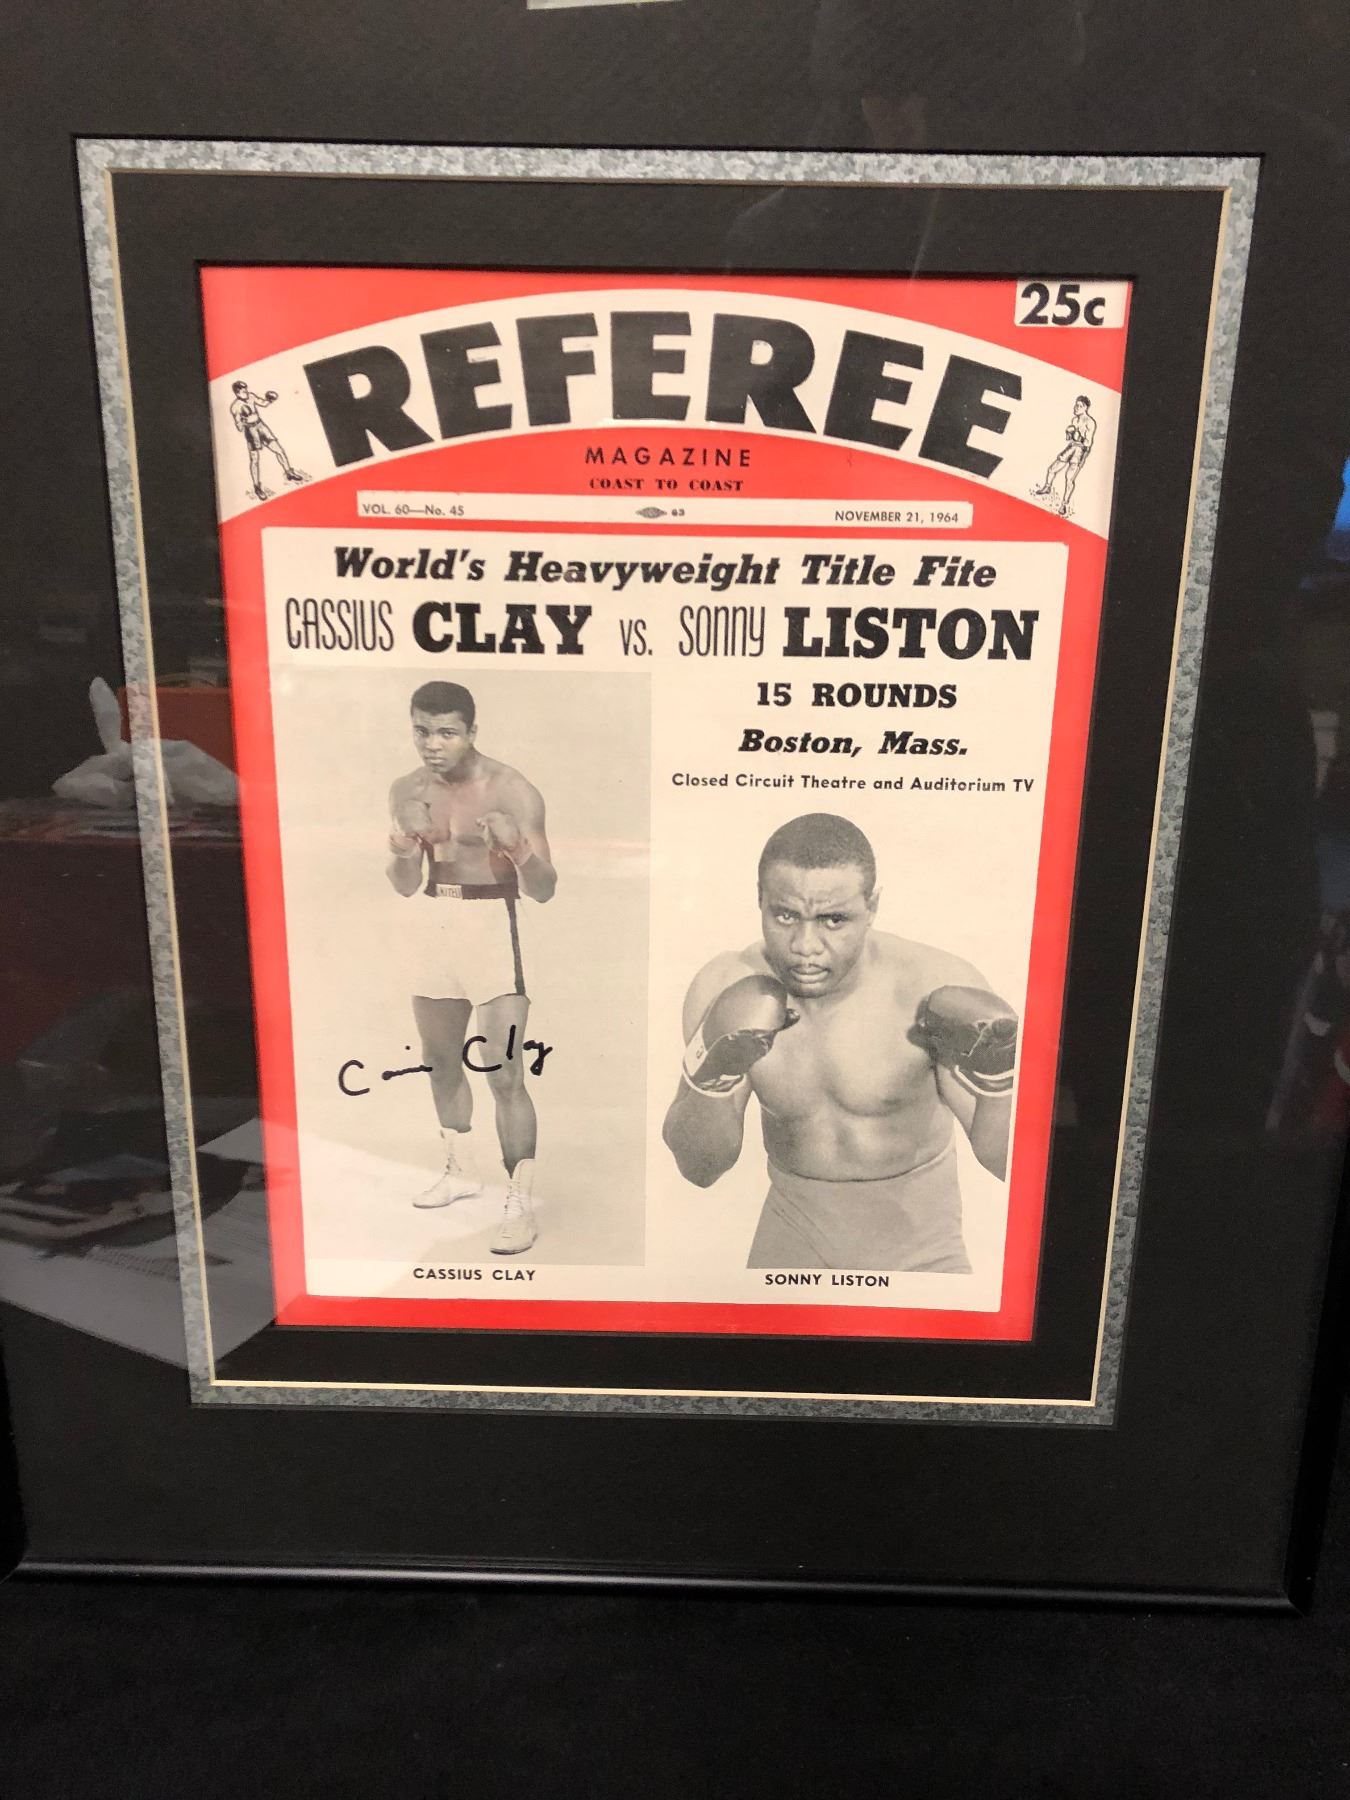 25c
REFEREE
MAGAZINE
COAST TO COAST
VOL. 60—No. 45 63 NOVEMBER 21, 1964
World's Heavyweight Title Fite
CASSIUS CLAY VS. SONNY LISTON
15 ROUNDS
Boston, Mass.
Closed Circuit Theatre and Auditorium TV
Cassius Clay
CASSIUS CLAY
SONNY LISTON